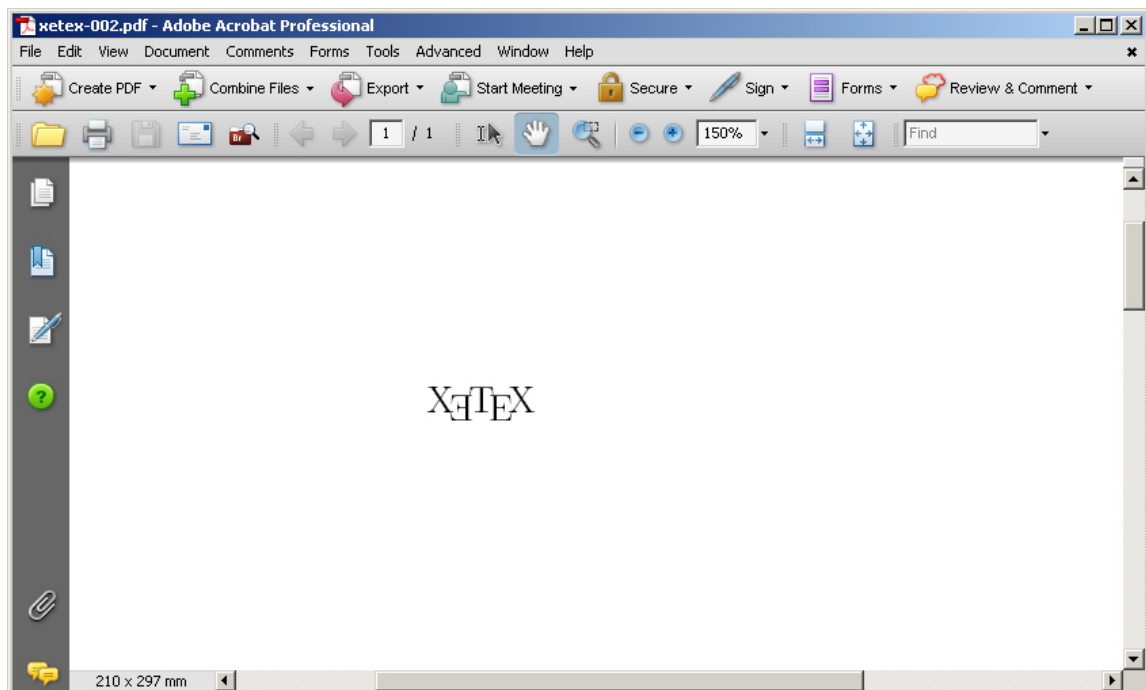 xetex-002.pdf - Adobe Acrobat Professional
File Edit View Document Comments Forms Tools Advanced Window Help
Create PDF Combine Files Export Start Meeting Secure Sign Forms Review & Comment
Br 1 / 1 150% Find
?
XƎTEX
210 x 297 mm